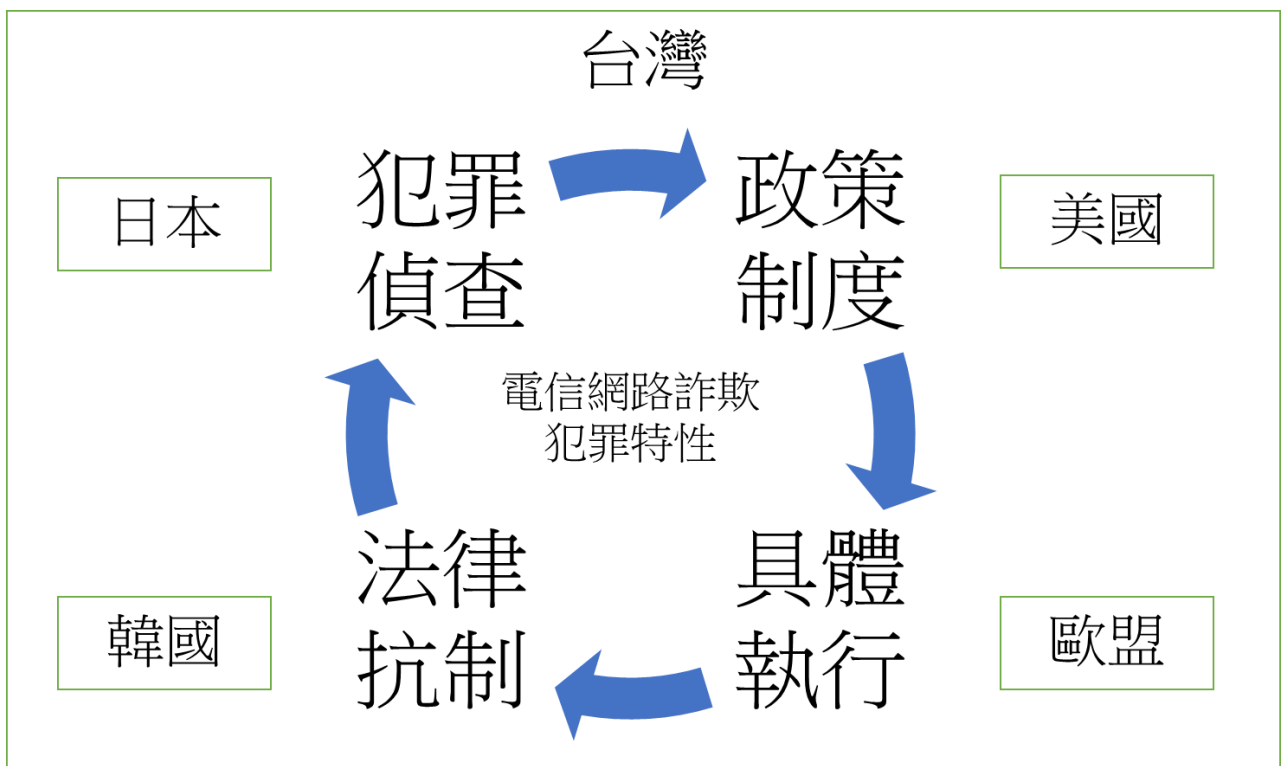 台灣
犯罪
偵查
政策
制度
日本
美國
電信網路詐欺
犯罪特性
法律
抗制
具體
執行
韓國
歐盟